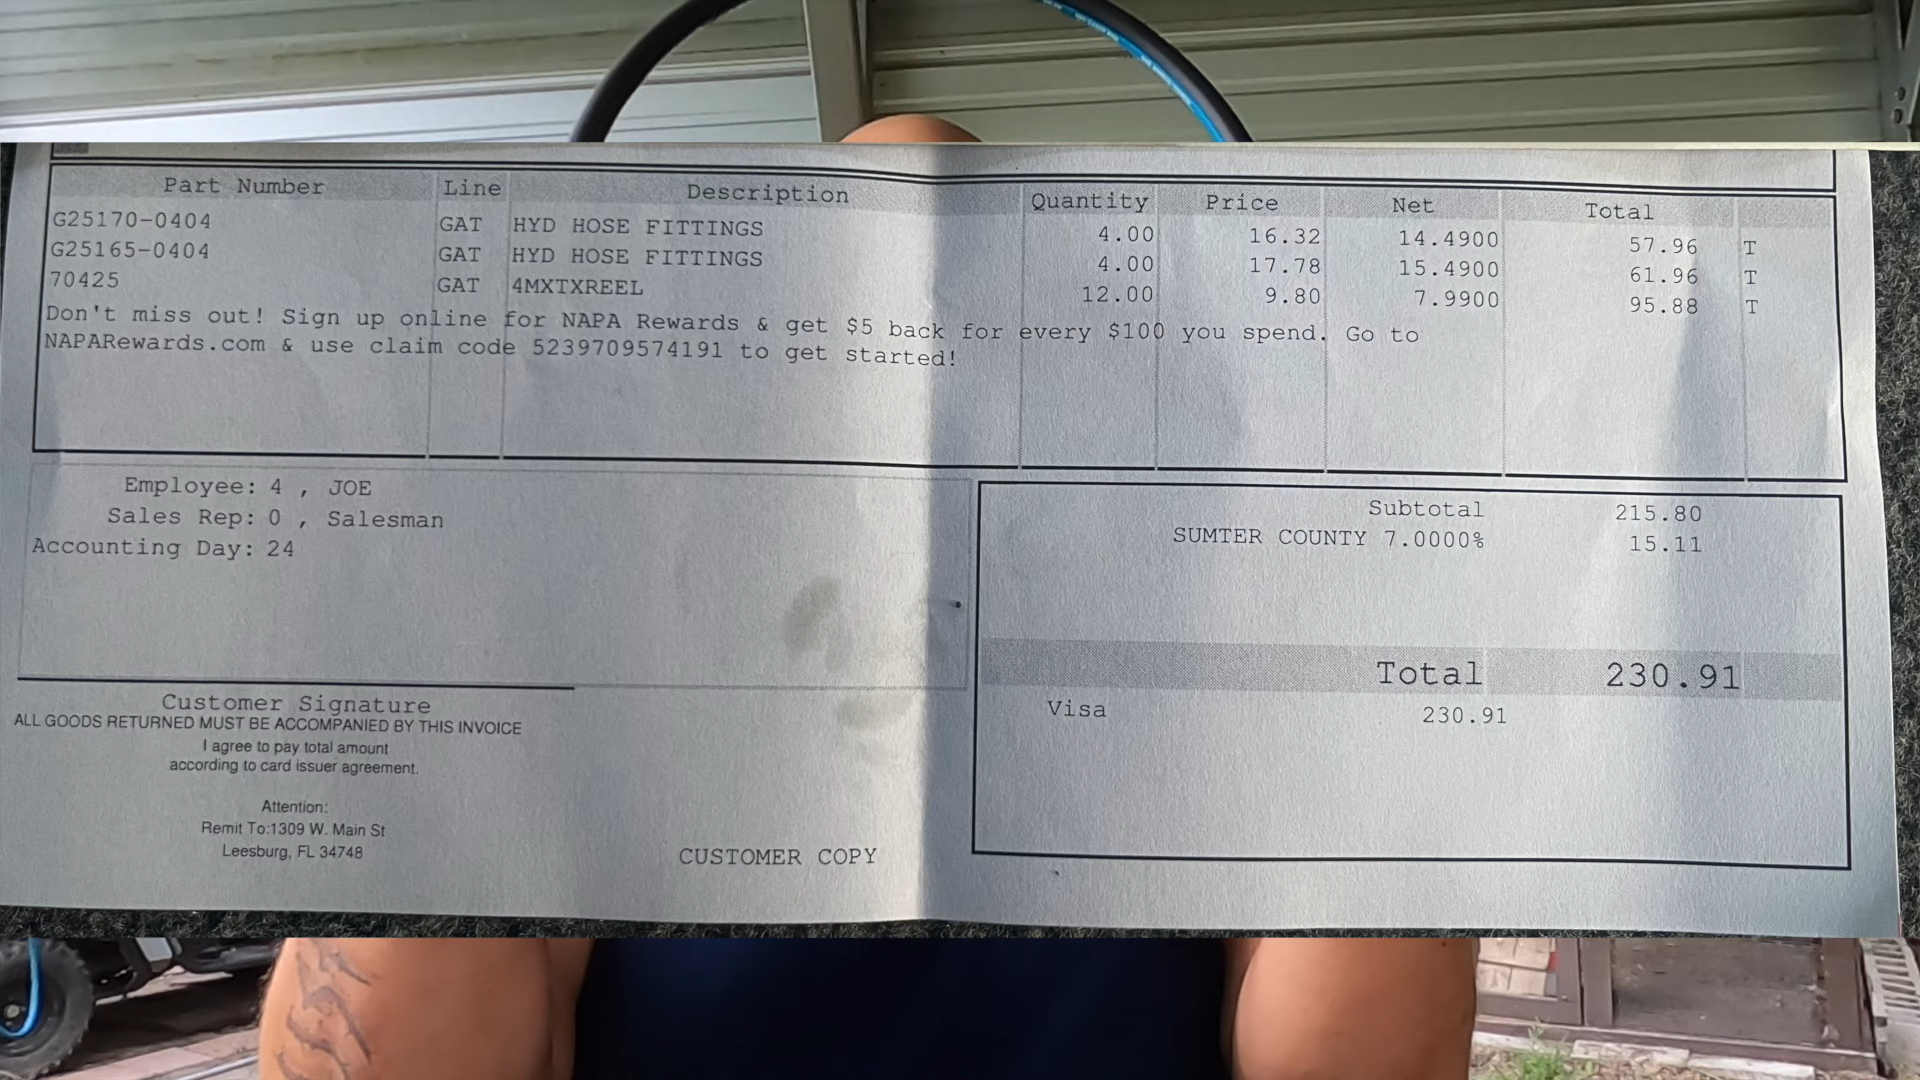 Part Number Line Description Quantity Price Net Total
G25170-0404 GAT HYD HOSE FITTINGS 4.00 16.32 14.4900 57.96 T
G25165-0404 GAT HYD HOSE FITTINGS 4.00 17.78 15.4900 61.96 T
70425 GAT 4MXTXREEL 12.00 9.80 7.9900 95.88 T
Don't miss out! Sign up online for NAPA Rewards & get $5 back for every $100 you spend. Go to
NAPARewards.com & use claim code 5239709574191 to get started!
Employee: 4 , JOE
Sales Rep: 0 , Salesman
Accounting Day: 24
Subtotal 215.80
SUMTER COUNTY 7.0000% 15.11
Total 230.91
Visa 230.91
Customer Signature
ALL GOODS RETURNED MUST BE ACCOMPANIED BY THIS INVOICE
I agree to pay total amount
according to card issuer agreement.
Attention:
Remit To:1309 W. Main St
Leesburg, FL 34748
CUSTOMER COPY